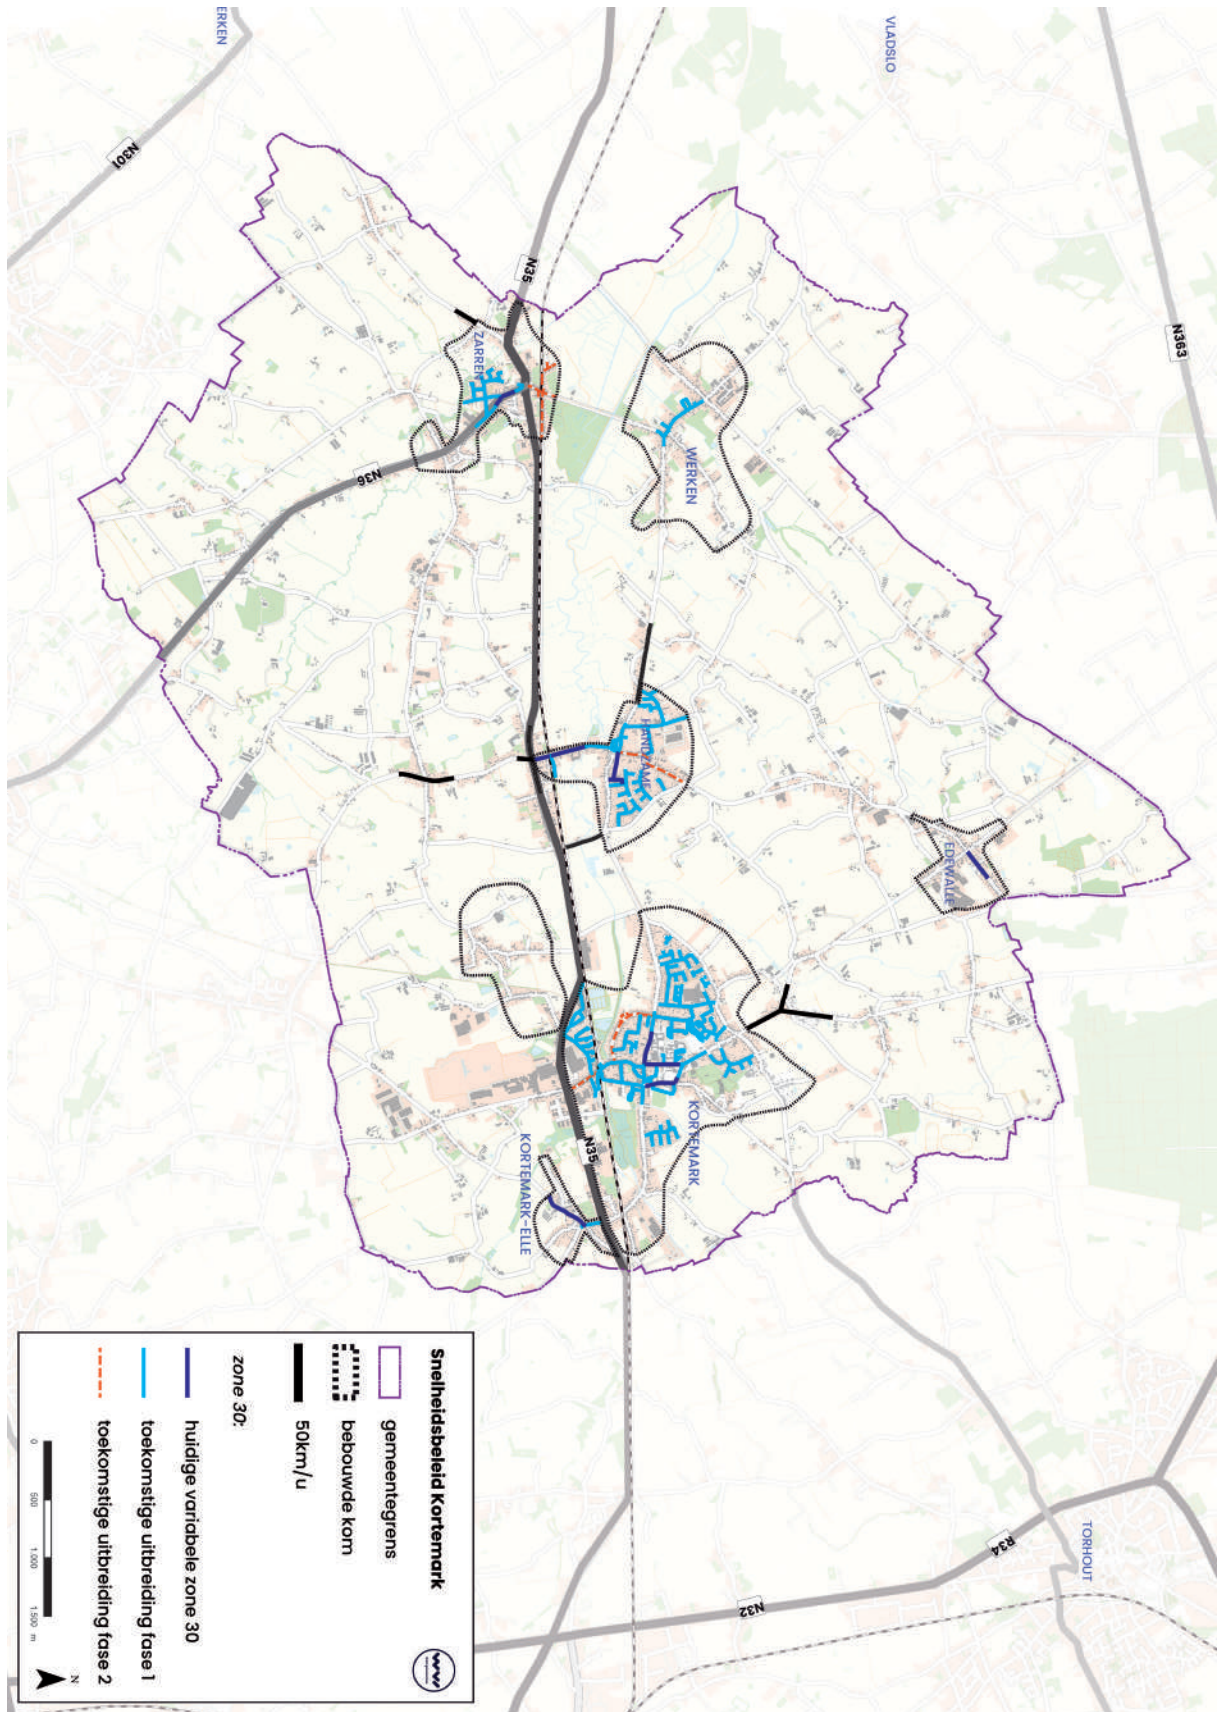 Snelheidsbeleid Kortemark
gemeentegrens
bebouwde kom
50km/u
zone 30:
huidige variabele zone 30
toekomstige uitbreiding fase 1
toekomstige uitbreiding fase 2
0 500 1.000 1.500 m
N
ERKEN
VLADSLO
N301
N35
N363
ZARREN
WERKEN
N36
HANDZAME
EDEWALLE
KORTEMARK
N35
KORTEMARK-ELLE
TORHOUT
R34
N32